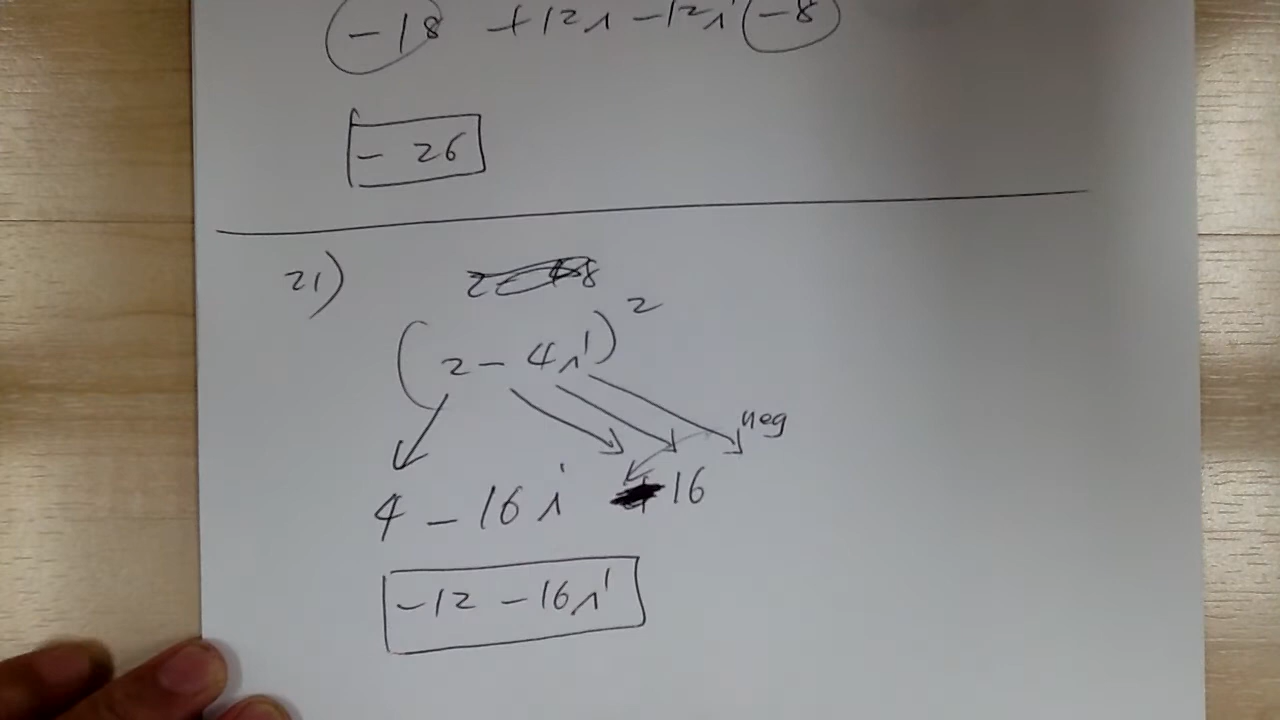 -18 +12i -12i -8
- 26
21)
(2 - 4i)²
neg
4 - 16i - 16
-12 - 16i